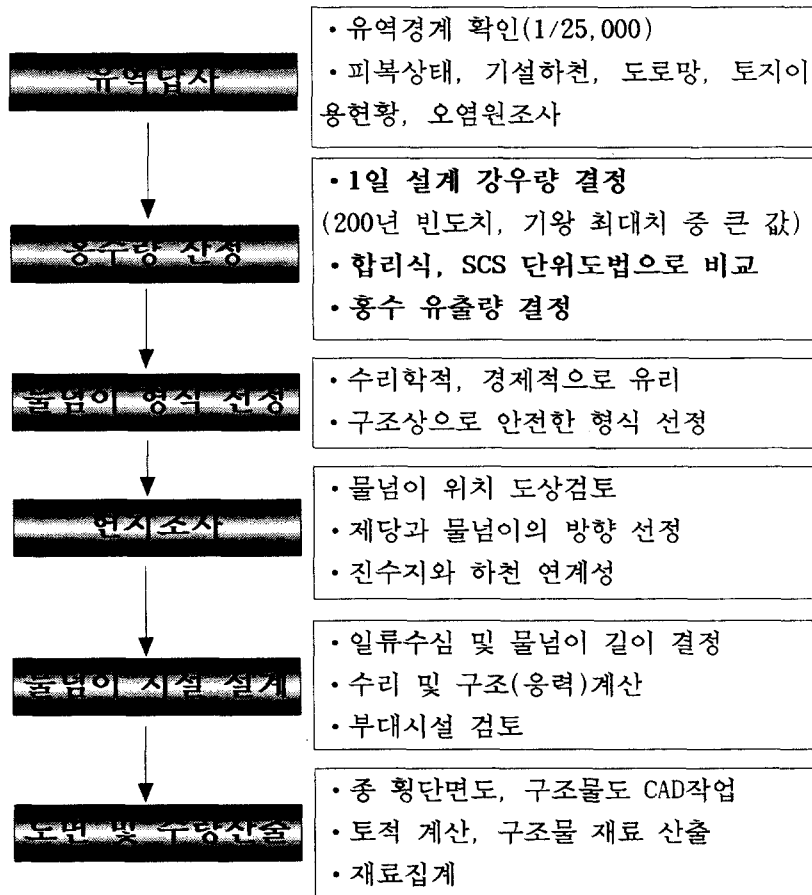 유역답사
• 유역경계 확인(1/25,000)
• 피복상태, 기설하천, 도로망, 토지이
용현황, 오염원조사
홍수량 산정
• 1일 설계 강우량 결정
(200년 빈도치, 기왕 최대치 중 큰 값)
• 합리식, SCS 단위도법으로 비교
• 홍수 유출량 결정
물넘이 형식 선정
• 수리학적, 경제적으로 유리
• 구조상으로 안전한 형식 선정
현지조사
• 물넘이 위치 도상검토
• 제당과 물넘이의 방향 선정
• 진수지와 하천 연계성
물넘이 시설 설계
• 일류수심 및 물넘이 길이 결정
• 수리 및 구조(응력)계산
• 부대시설 검토
도면 및 수량산출
• 종 횡단면도, 구조물도 CAD작업
• 토적 계산, 구조물 재료 산출
• 재료집계